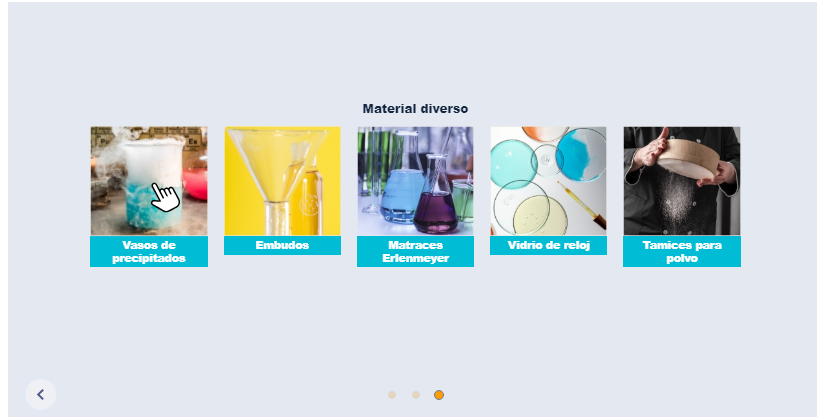 Material diverso
Vasos de
precipitados
Embudos
Matraces
Erlenmeyer
Vidrio de reloj
Tamices para
polvo